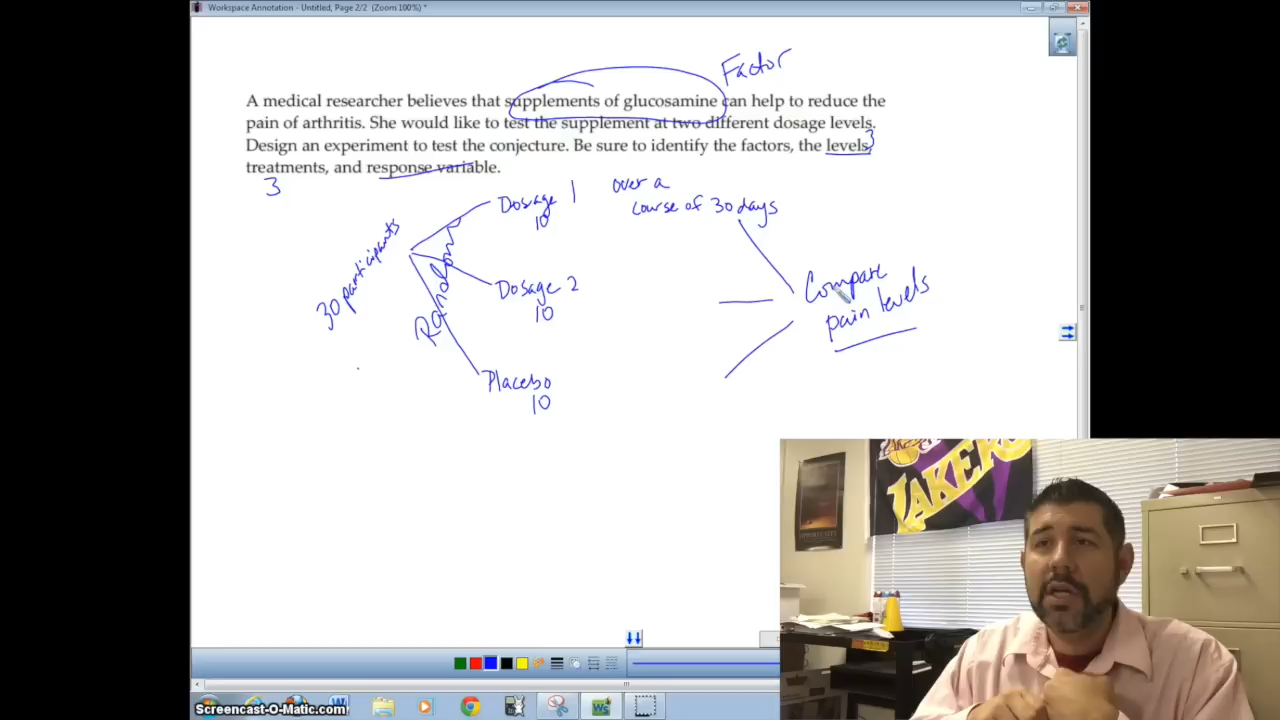 Workspace Annotation - Untitled, Page 2/2 (Zoom 100%) *
Factor
A medical researcher believes that supplements of glucosamine can help to reduce the
pain of arthritis. She would like to test the supplement at two different dosage levels.
Design an experiment to test the conjecture. Be sure to identify the factors, the levels, 3
treatments, and response variable.
3
over a
course of 30 days
Dosage 1
10
30 participants
Random
Dosage 2
10
Compare
pain levels
Placebo
10
LAKERS
LAKERS
OPPORTUNITY
Screencast-O-Matic.com